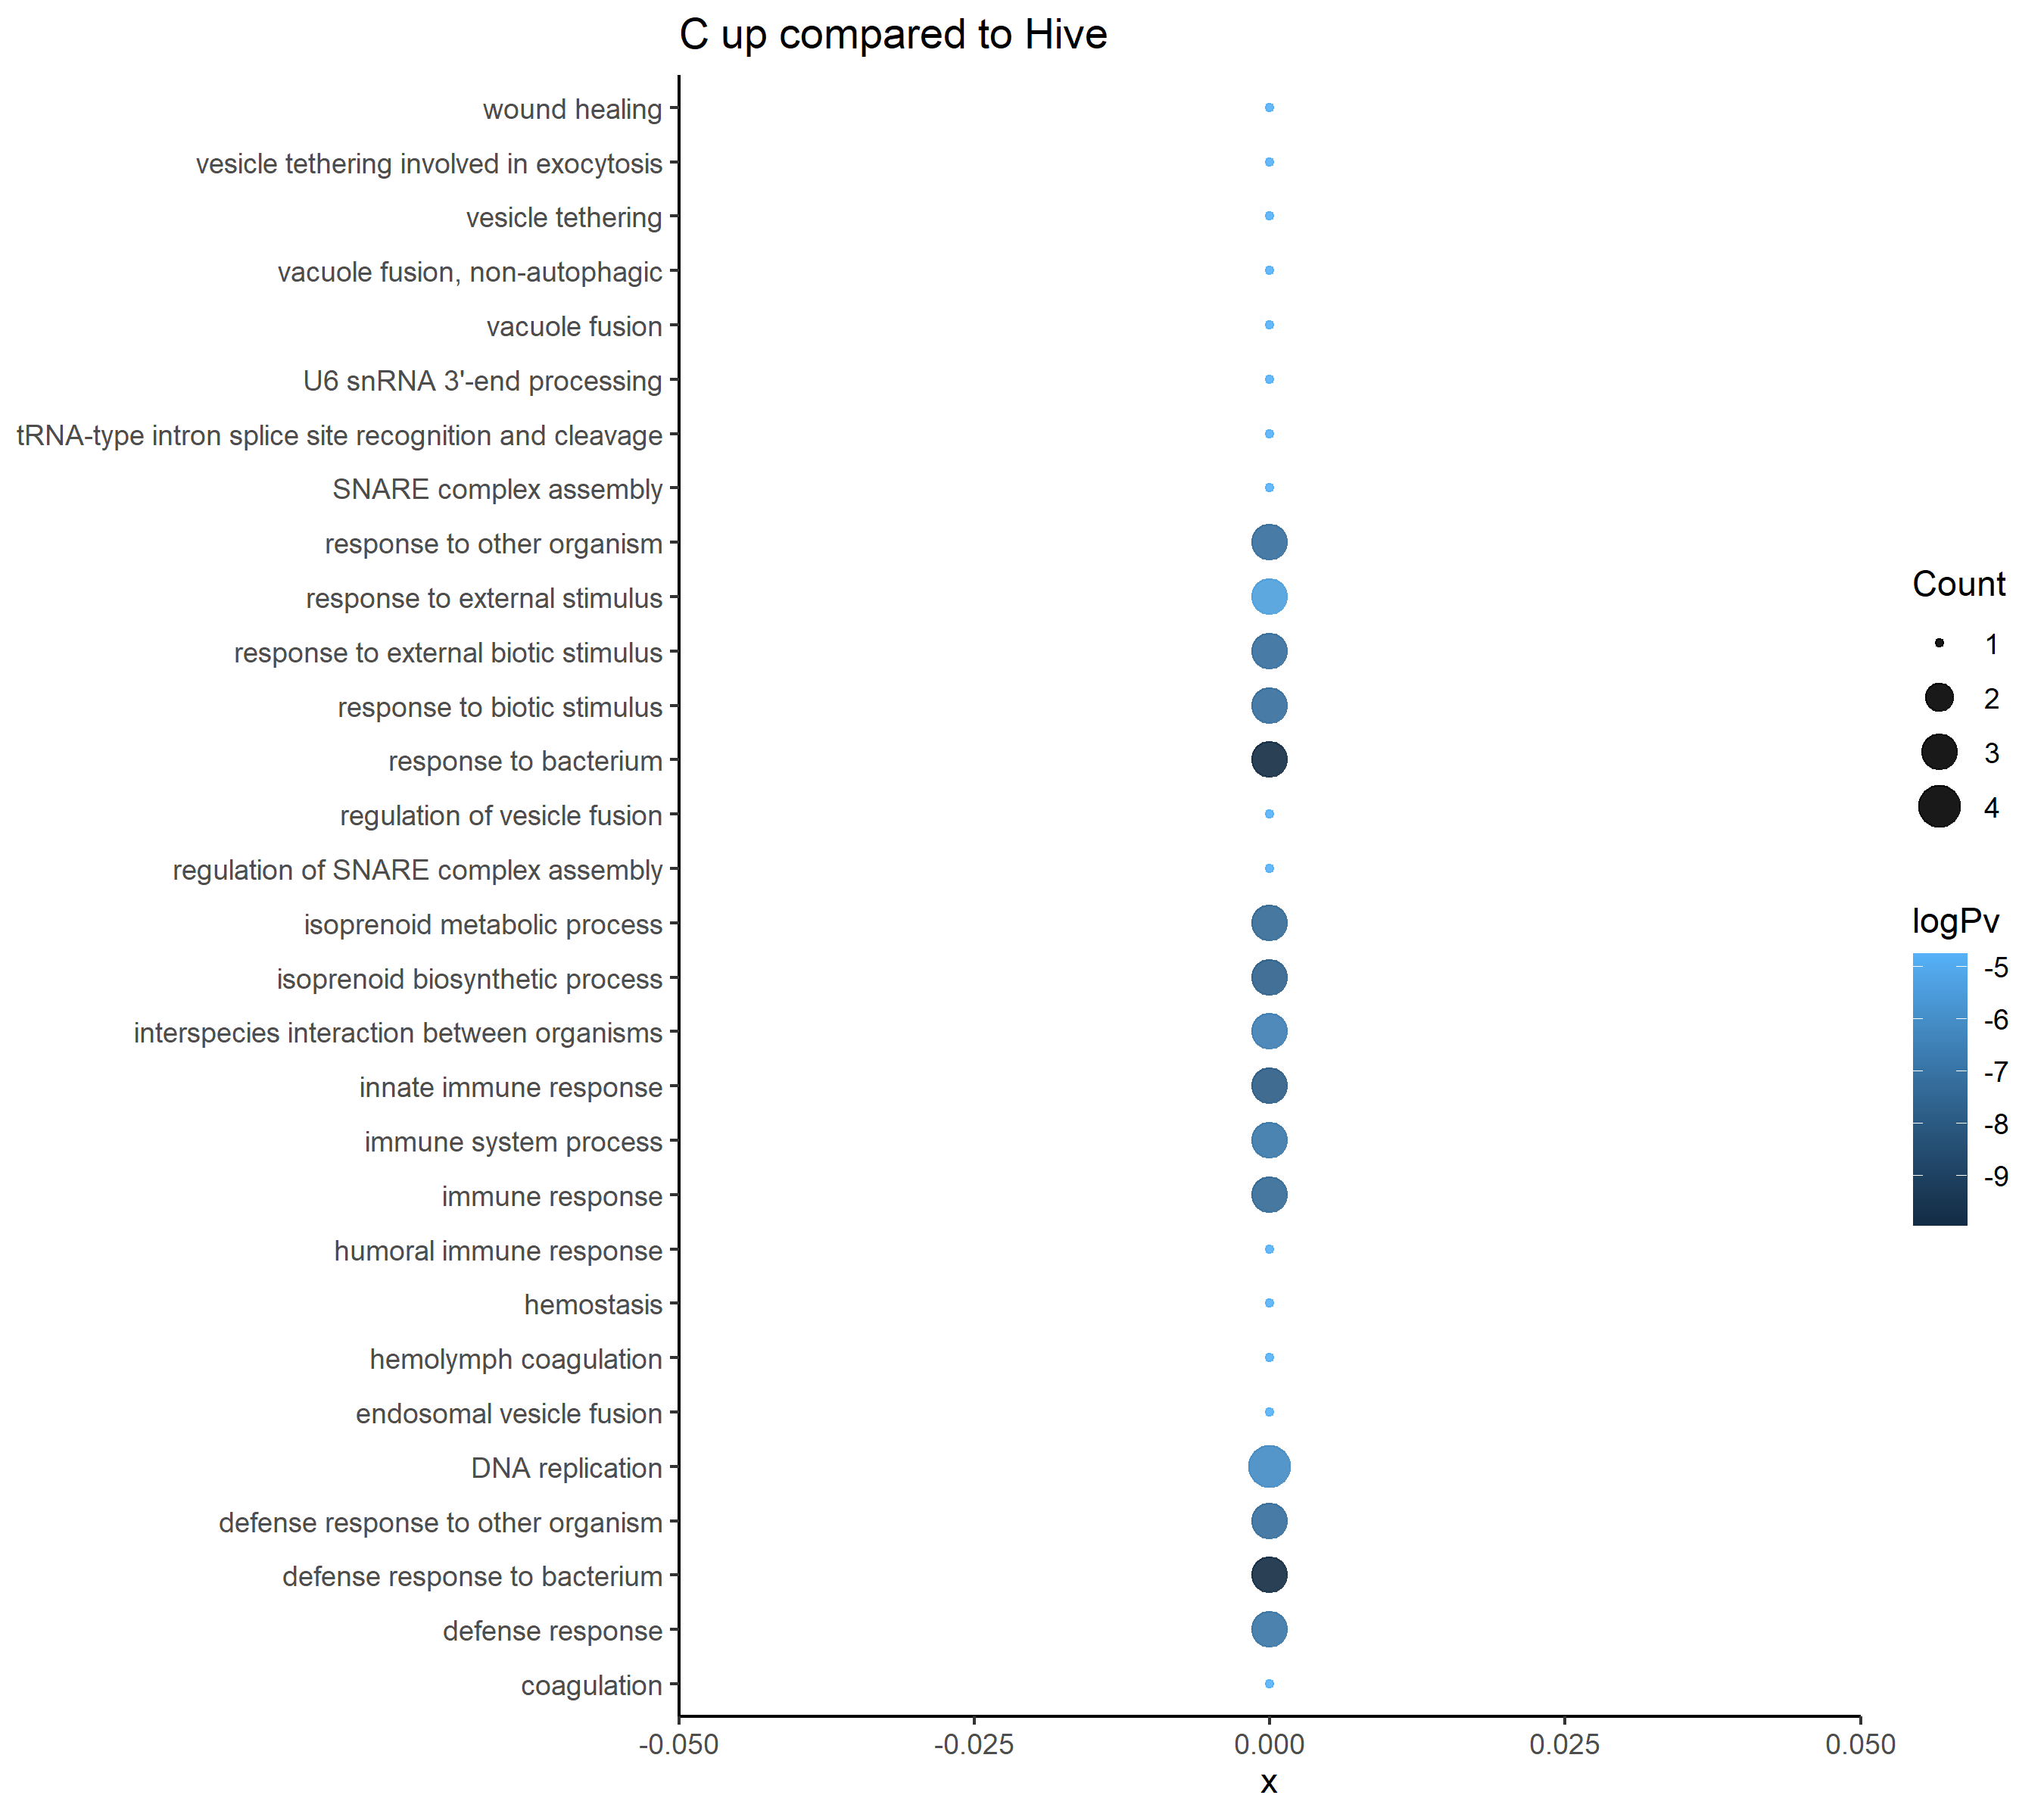 C up compared to Hive
wound healing
vesicle tethering involved in exocytosis
vesicle tethering
vacuole fusion, non-autophagic
vacuole fusion
U6 snRNA 3'-end processing
tRNA-type intron splice site recognition and cleavage
SNARE complex assembly
response to other organism
response to external stimulus
response to external biotic stimulus
response to biotic stimulus
response to bacterium
regulation of vesicle fusion
regulation of SNARE complex assembly
isoprenoid metabolic process
isoprenoid biosynthetic process
interspecies interaction between organisms
innate immune response
immune system process
immune response
humoral immune response
hemostasis
hemolymph coagulation
endosomal vesicle fusion
DNA replication
defense response to other organism
defense response to bacterium
defense response
coagulation
-0.050 -0.025 0.000 0.025 0.050
x
Count
1
2
3
4
logPv
-5
-6
-7
-8
-9